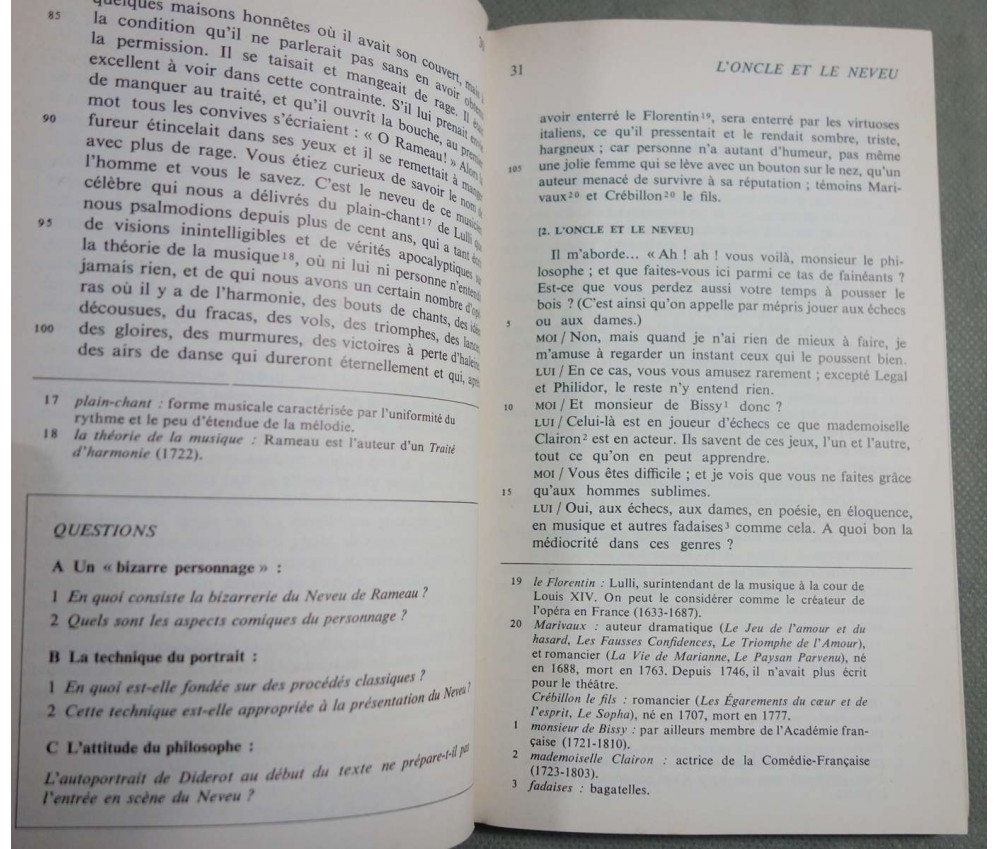 quelques maisons honnêtes où il avait son couvert, mais à
85 la condition qu'il ne parlerait pas sans en avoir obtenu
la permission. Il se taisait et mangeait de rage. Il était
excellent à voir dans cette contrainte. S'il lui prenait envie
de manquer au traité, et qu'il ouvrît la bouche, au premier
mot tous les convives s'écriaient : « O Rameau! » Alors la
90 fureur étincelait dans ses yeux et il se remettait à manger
avec plus de rage. Vous étiez curieux de savoir le nom de
l'homme et vous le savez. C'est le neveu de ce musicien
célèbre qui nous a délivrés du plain-chant¹⁷ de Lulli que
nous psalmodions depuis plus de cent ans, qui a tant écrit
95 de visions inintelligibles et de vérités apocalyptiques sur
la théorie de la musique¹⁸, où ni lui ni personne n'entendit
jamais rien, et de qui nous avons un certain nombre d'opé-
ras où il y a de l'harmonie, des bouts de chants, des idées
décousues, du fracas, des vols, des triomphes, des lances,
100 des gloires, des murmures, des victoires à perte d'haleine,
des airs de danse qui dureront éternellement et qui, après
17 plain-chant : forme musicale caractérisée par l'uniformité du
rythme et le peu d'étendue de la mélodie.
18 la théorie de la musique : Rameau est l'auteur d'un Traité
d'harmonie (1722).
QUESTIONS
A Un « bizarre personnage » :
1 En quoi consiste la bizarrerie du Neveu de Rameau ?
2 Quels sont les aspects comiques du personnage ?
B La technique du portrait :
1 En quoi est-elle fondée sur des procédés classiques ?
2 Cette technique est-elle appropriée à la présentation du Neveu ?
C L'attitude du philosophe :
L'autoportrait de Diderot au début du texte ne prépare-t-il pas
l'entrée en scène du Neveu ?
31 L'ONCLE ET LE NEVEU
avoir enterré le Florentin¹⁹, sera enterré par les virtuoses
italiens, ce qu'il pressentait et le rendait sombre, triste,
hargneux ; car personne n'a autant d'humeur, pas même
105 une jolie femme qui se lève avec un bouton sur le nez, qu'un
auteur menacé de survivre à sa réputation ; témoins Mari-
vaux²⁰ et Crébillon²⁰ le fils.
[2. L'ONCLE ET LE NEVEU]
Il m'aborde... « Ah ! ah ! vous voilà, monsieur le phi-
losophe ; et que faites-vous ici parmi ce tas de fainéants ?
Est-ce que vous perdez aussi votre temps à pousser le
bois ? (C'est ainsi qu'on appelle par mépris jouer aux échecs
5 ou aux dames.)
MOI / Non, mais quand je n'ai rien de mieux à faire, je
m'amuse à regarder un instant ceux qui le poussent bien.
LUI / En ce cas, vous vous amusez rarement ; excepté Legal
et Philidor, le reste n'y entend rien.
10 MOI / Et monsieur de Bissy¹ donc ?
LUI / Celui-là est en joueur d'échecs ce que mademoiselle
Clairon² est en acteur. Ils savent de ces jeux, l'un et l'autre,
tout ce qu'on en peut apprendre.
MOI / Vous êtes difficile ; et je vois que vous ne faites grâce
15 qu'aux hommes sublimes.
LUI / Oui, aux échecs, aux dames, en poésie, en éloquence,
en musique et autres fadaises³ comme cela. A quoi bon la
médiocrité dans ces genres ?
19 le Florentin : Lulli, surintendant de la musique à la cour de
Louis XIV. On peut le considérer comme le créateur de
l'opéra en France (1633-1687).
20 Marivaux : auteur dramatique (Le Jeu de l'amour et du
hasard, Les Fausses Confidences, Le Triomphe de l'Amour),
et romancier (La Vie de Marianne, Le Paysan Parvenu), né
en 1688, mort en 1763. Depuis 1746, il n'avait plus écrit
pour le théâtre.
Crébillon le fils : romancier (Les Égarements du cœur et de
l'esprit, Le Sopha), né en 1707, mort en 1777.
1 monsieur de Bissy : par ailleurs membre de l'Académie fran-
çaise (1721-1810).
2 mademoiselle Clairon : actrice de la Comédie-Française
(1723-1803).
3 fadaises : bagatelles.